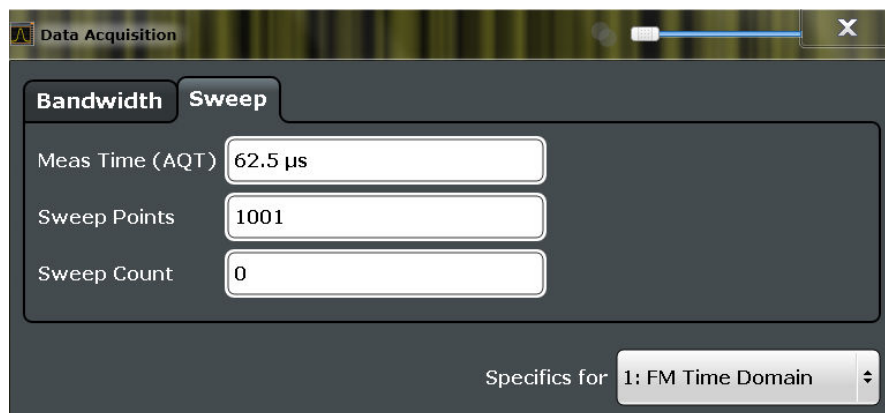 Data Acquisition
X
Bandwidth Sweep
Meas Time (AQT) 62.5 µs
Sweep Points 1001
Sweep Count 0
Specifics for 1: FM Time Domain